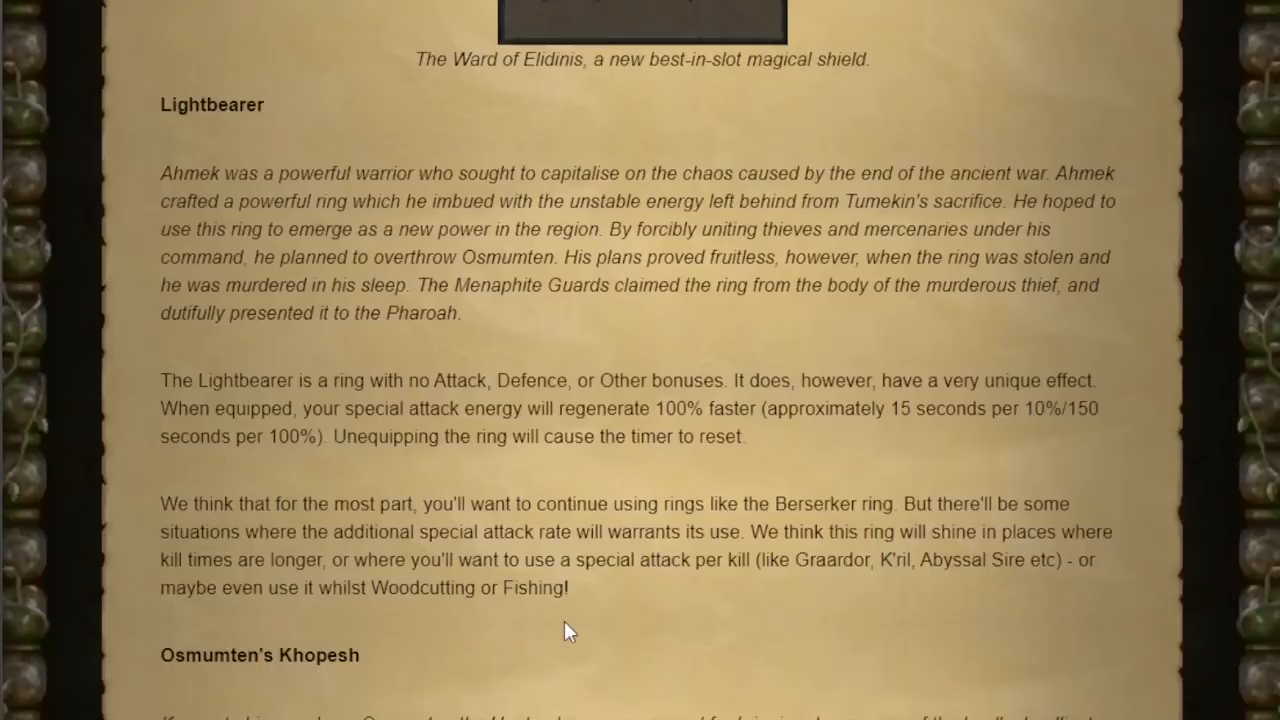 The Ward of Elidinis, a new best-in-slot magical shield.
Lightbearer
Ahmek was a powerful warrior who sought to capitalise on the chaos caused by the end of the ancient war. Ahmek
crafted a powerful ring which he imbued with the unstable energy left behind from Tumekin's sacrifice. He hoped to
use this ring to emerge as a new power in the region. By forcibly uniting thieves and mercenaries under his
command, he planned to overthrow Osmumten. His plans proved fruitless, however, when the ring was stolen and
he was murdered in his sleep. The Menaphite Guards claimed the ring from the body of the murderous thief, and
dutifully presented it to the Pharoah.
The Lightbearer is a ring with no Attack, Defence, or Other bonuses. It does, however, have a very unique effect.
When equipped, your special attack energy will regenerate 100% faster (approximately 15 seconds per 10%/150
seconds per 100%). Unequipping the ring will cause the timer to reset.
We think that for the most part, you'll want to continue using rings like the Berserker ring. But there'll be some
situations where the additional special attack rate will warrants its use. We think this ring will shine in places where
kill times are longer, or where you'll want to use a special attack per kill (like Graardor, K'ril, Abyssal Sire etc) - or
maybe even use it whilst Woodcutting or Fishing!
Osmumten's Khopesh